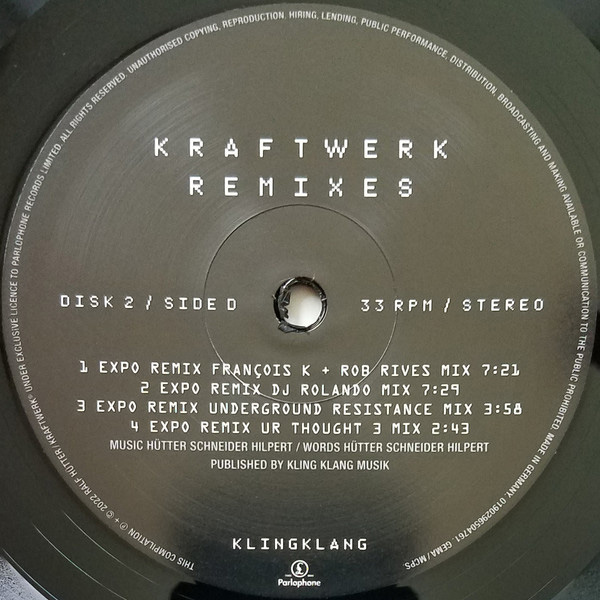 KRAFTWERK
REMIXES
DISK 2 / SIDE D
33 RPM / STEREO
1 EXPO REMIX FRANÇOIS K + ROB RIVES MIX 7:21
2 EXPO REMIX DJ ROLANDO MIX 7:29
3 EXPO REMIX UNDERGROUND RESISTANCE MIX 3:58
4 EXPO REMIX UR THOUGHT 3 MIX 2:43
MUSIC HÜTTER SCHNEIDER HILPERT / WORDS HÜTTER SCHNEIDER HILPERT
PUBLISHED BY KLING KLANG MUSIK
KLINGKLANG
Parlophone
THIS COMPILATION ℗ + © 2022 RALF HÜTTER / KRAFTWERK® UNDER EXCLUSIVE LICENCE TO PARLOPHONE RECORDS LIMITED. ALL RIGHTS RESERVED. UNAUTHORISED COPYING, REPRODUCTION, HIRING, LENDING, PUBLIC PERFORMANCE, DISTRIBUTION, BROADCASTING AND MAKING AVAILABLE OR COMMUNICATION TO THE PUBLIC PROHIBITED. MADE IN GERMANY 0190296504761 · GEMA/MCPS